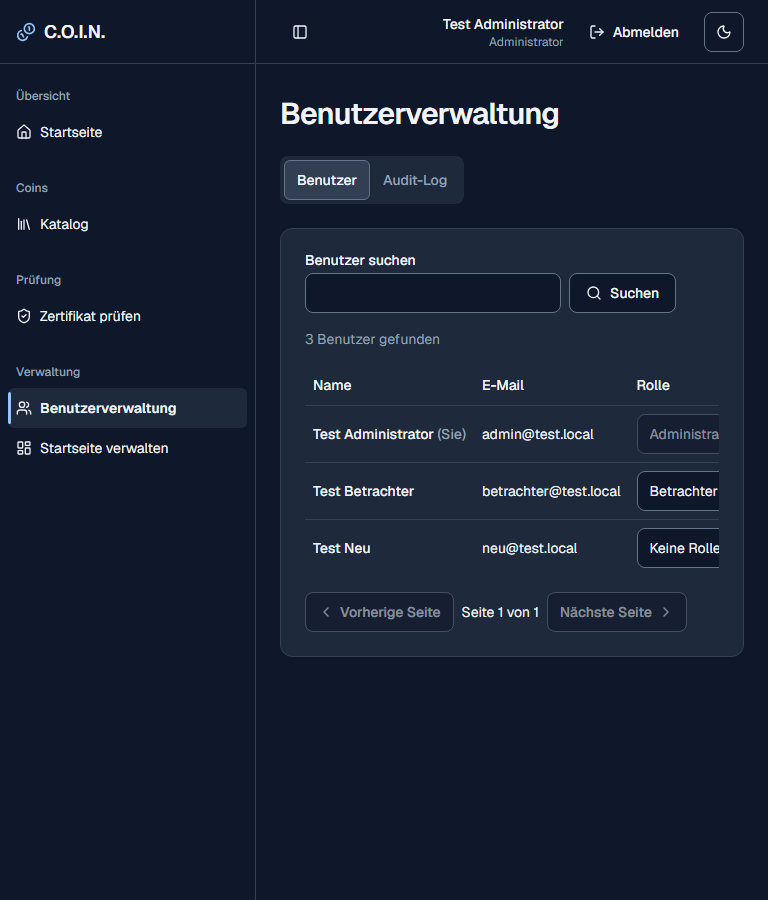 C.O.I.N.
Test Administrator
Administrator
Abmelden
Übersicht
Startseite
Coins
Katalog
Prüfung
Zertifikat prüfen
Verwaltung
Benutzerverwaltung
Startseite verwalten
Benutzerverwaltung
Benutzer Audit-Log
Benutzer suchen
Suchen
3 Benutzer gefunden
Name E-Mail Rolle
Test Administrator (Sie) admin@test.local Administra
Test Betrachter betrachter@test.local Betrachter
Test Neu neu@test.local Keine Rolle
Vorherige Seite Seite 1 von 1 Nächste Seite